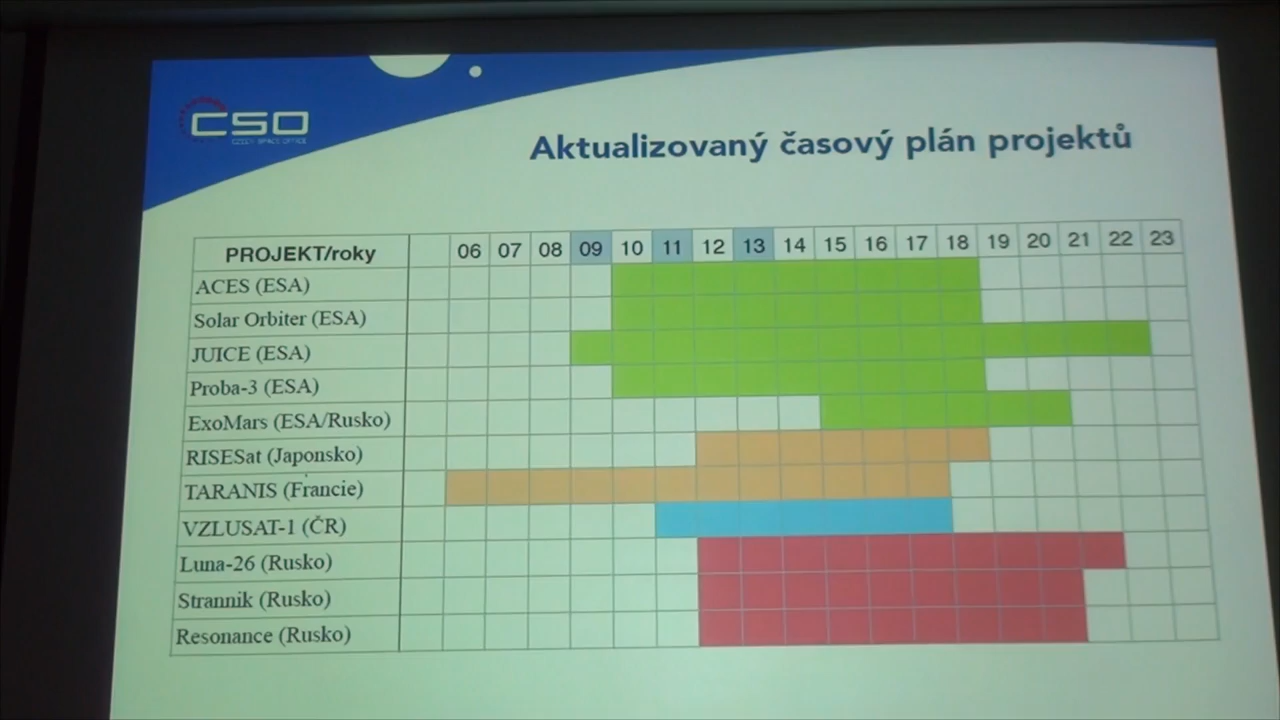 CSO
CZECH SPACE OFFICE
Aktualizovaný časový plán projektů
PROJEKT/roky 06 07 08 09 10 11 12 13 14 15 16 17 18 19 20 21 22 23
ACES (ESA)
Solar Orbiter (ESA)
JUICE (ESA)
Proba-3 (ESA)
ExoMars (ESA/Rusko)
RISESat (Japonsko)
TARANIS (Francie)
VZLUSAT-1 (ČR)
Luna-26 (Rusko)
Strannik (Rusko)
Resonance (Rusko)